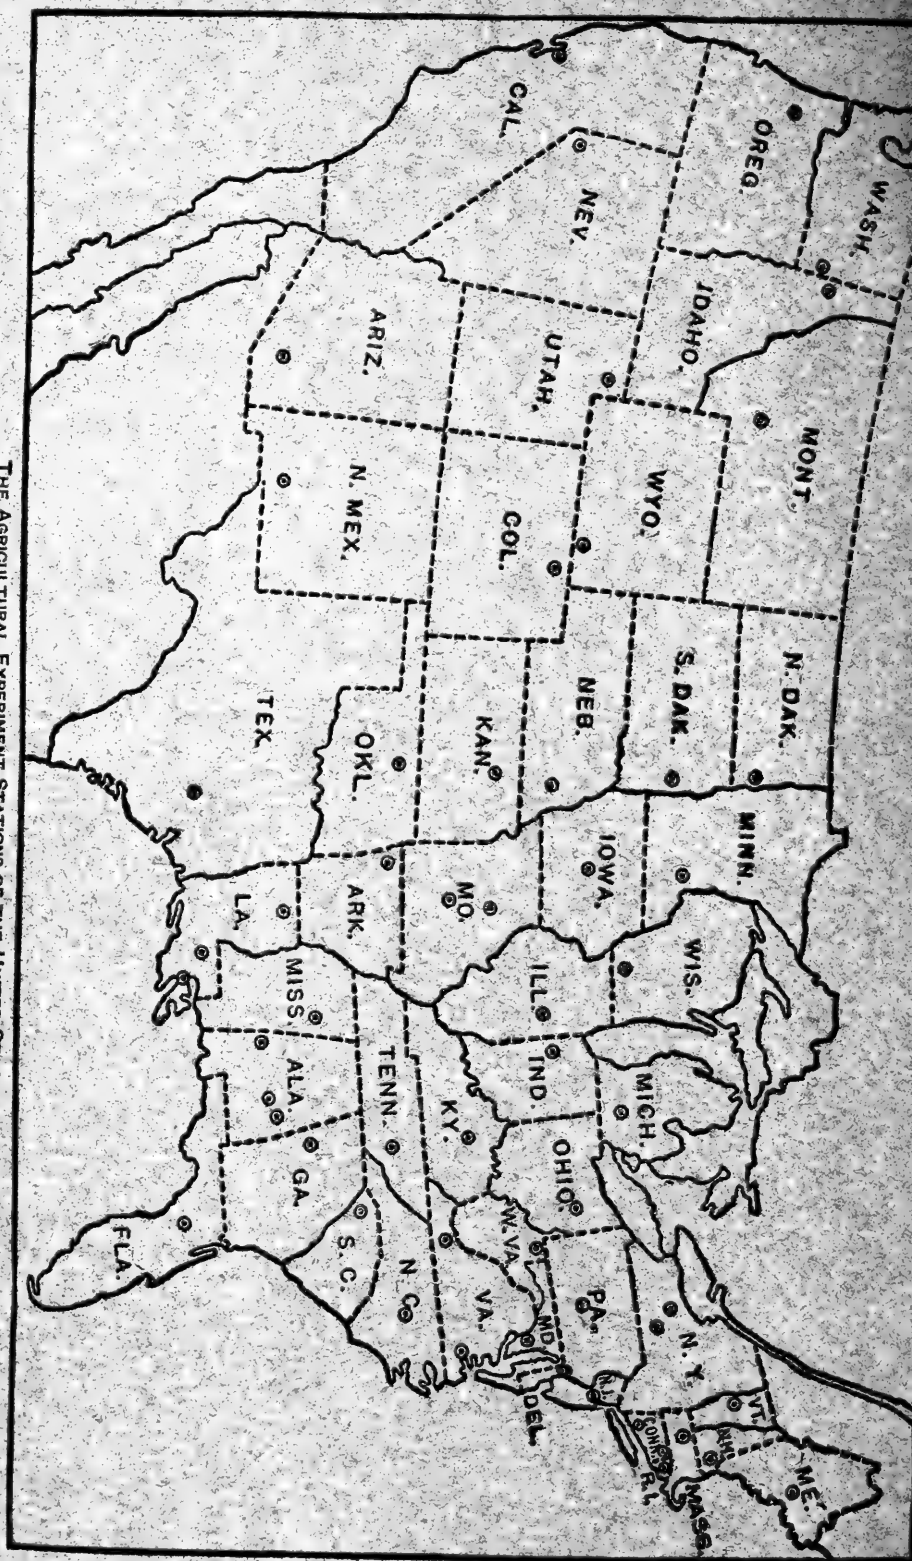 WASH.
OREG.
CAL.
NEV.
IDAHO.
MONT.
UTAH.
ARIZ.
WYO.
COL.
N. MEX.
N. DAK.
S. DAK.
NEB.
KAN.
OKL.
TEX.
MINN.
IOWA.
MO.
ARK.
LA.
WIS.
ILL.
MISS.
MICH.
IND.
OHIO.
KY.
TENN.
ALA.
GA.
FLA.
S. C.
N. C.
VA.
W. VA.
PA.
MD.
DEL.
N.J.
N. Y.
VT.
N.H.
ME.
MASS.
CONN.
R.I.
THE AGRICULTURAL EXPERIMENT STATIONS OF THE